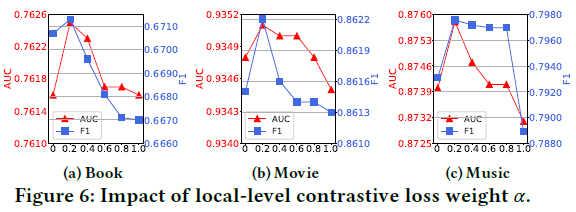 0.7626 0.6710 0.9352 0.8622 0.8760 0.7980
0.7622 0.6700 0.9349 0.8619 0.8753 0.7960
AUC 0.7618 0.6690 F1 AUC 0.9346 0.8616 F1 AUC 0.8746 0.7940 F1
0.6680 0.8739 0.7920
0.7614 0.6670 0.9343 0.8613 0.8732 0.7900
0.7610 0.6660 0.9340 0.8610 0.8725 0.7880
AUC AUC AUC
F1 F1 F1
0 0.2 0.4 0.6 0.8 1.0 0 0.2 0.4 0.6 0.8 1.0 0 0.2 0.4 0.6 0.8 1.0
(a) Book (b) Movie (c) Music
Figure 6: Impact of local-level contrastive loss weight α.